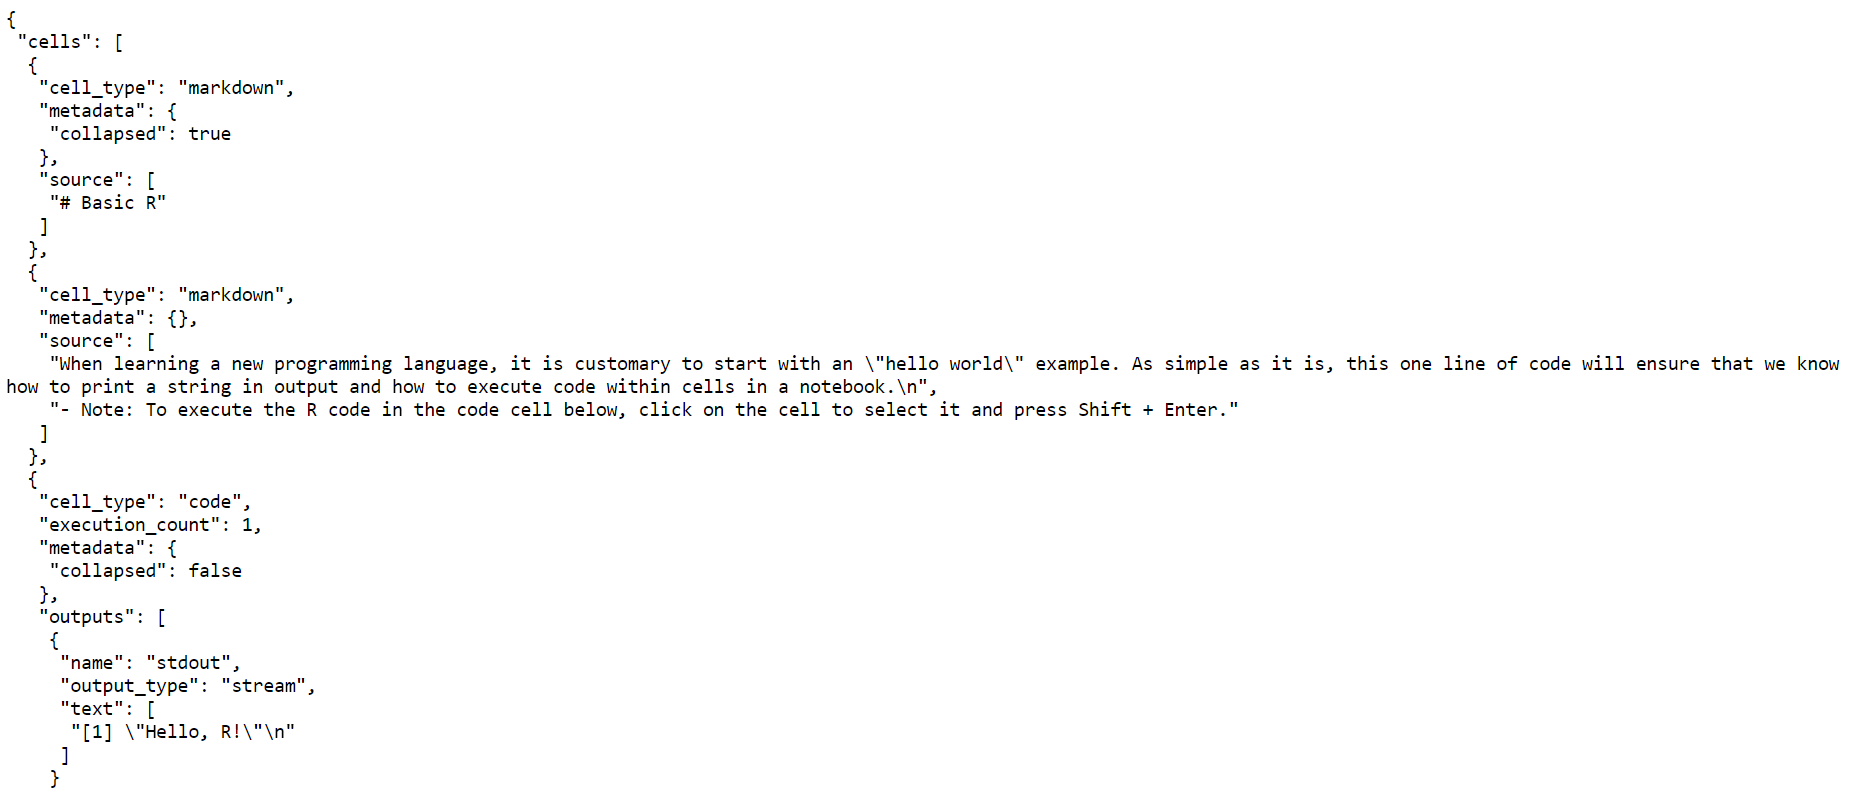 {
 "cells": [
  {
   "cell_type": "markdown",
   "metadata": {
    "collapsed": true
   },
   "source": [
    "# Basic R"
   ]
  },
  {
   "cell_type": "markdown",
   "metadata": {},
   "source": [
    "When learning a new programming language, it is customary to start with an \"hello world\" example. As simple as it is, this one line of code will ensure that we know
how to print a string in output and how to execute code within cells in a notebook.\n",
    "- Note: To execute the R code in the code cell below, click on the cell to select it and press Shift + Enter."
   ]
  },
  {
   "cell_type": "code",
   "execution_count": 1,
   "metadata": {
    "collapsed": false
   },
   "outputs": [
    {
     "name": "stdout",
     "output_type": "stream",
     "text": [
      "[1] \"Hello, R!\"\n"
     ]
    }